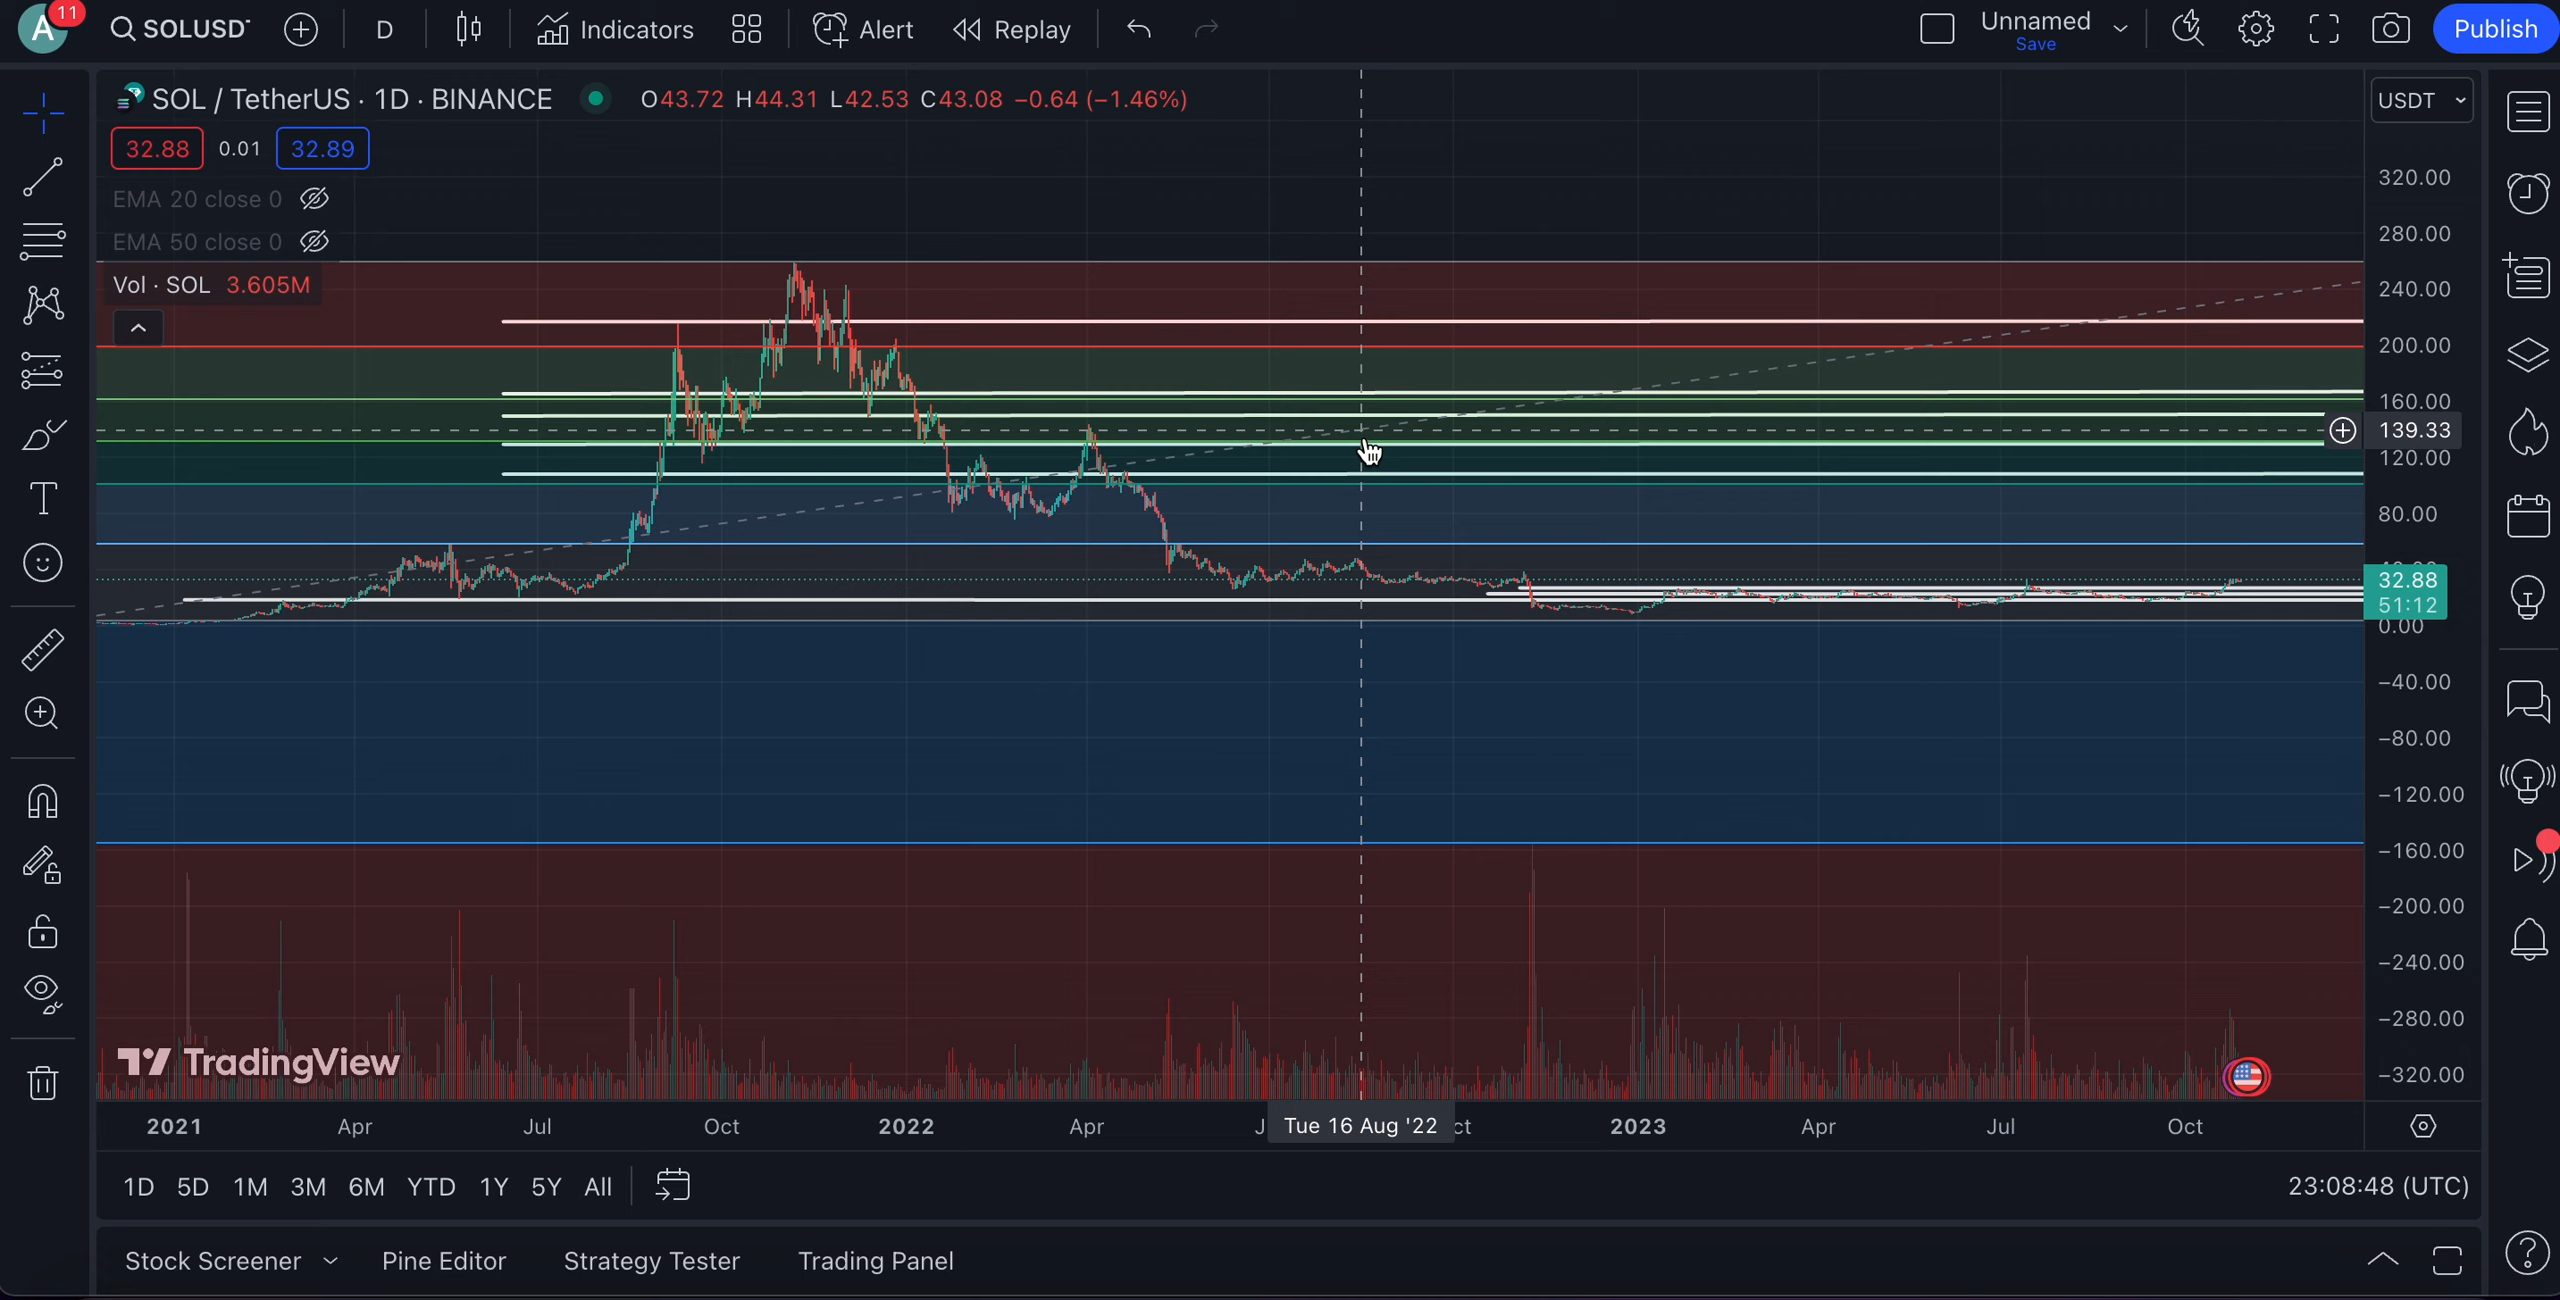 A 11 SOLUSD D Indicators Alert Replay Unnamed Save Publish
SOL / TetherUS · 1D · BINANCE O43.72 H44.31 L42.53 C43.08 −0.64 (−1.46%) USDT
32.88 0.01 32.89
EMA 20 close 0
EMA 50 close 0
Vol · SOL 3.605M
320.00
280.00
240.00
200.00
160.00
139.33
120.00
80.00
32.88
51:12
0.00
−40.00
−80.00
−120.00
−160.00
−200.00
−240.00
−280.00
−320.00
TradingView
2021 Apr Jul Oct 2022 Apr J Tue 16 Aug '22 ct 2023 Apr Jul Oct
1D 5D 1M 3M 6M YTD 1Y 5Y All 23:08:48 (UTC)
Stock Screener Pine Editor Strategy Tester Trading Panel